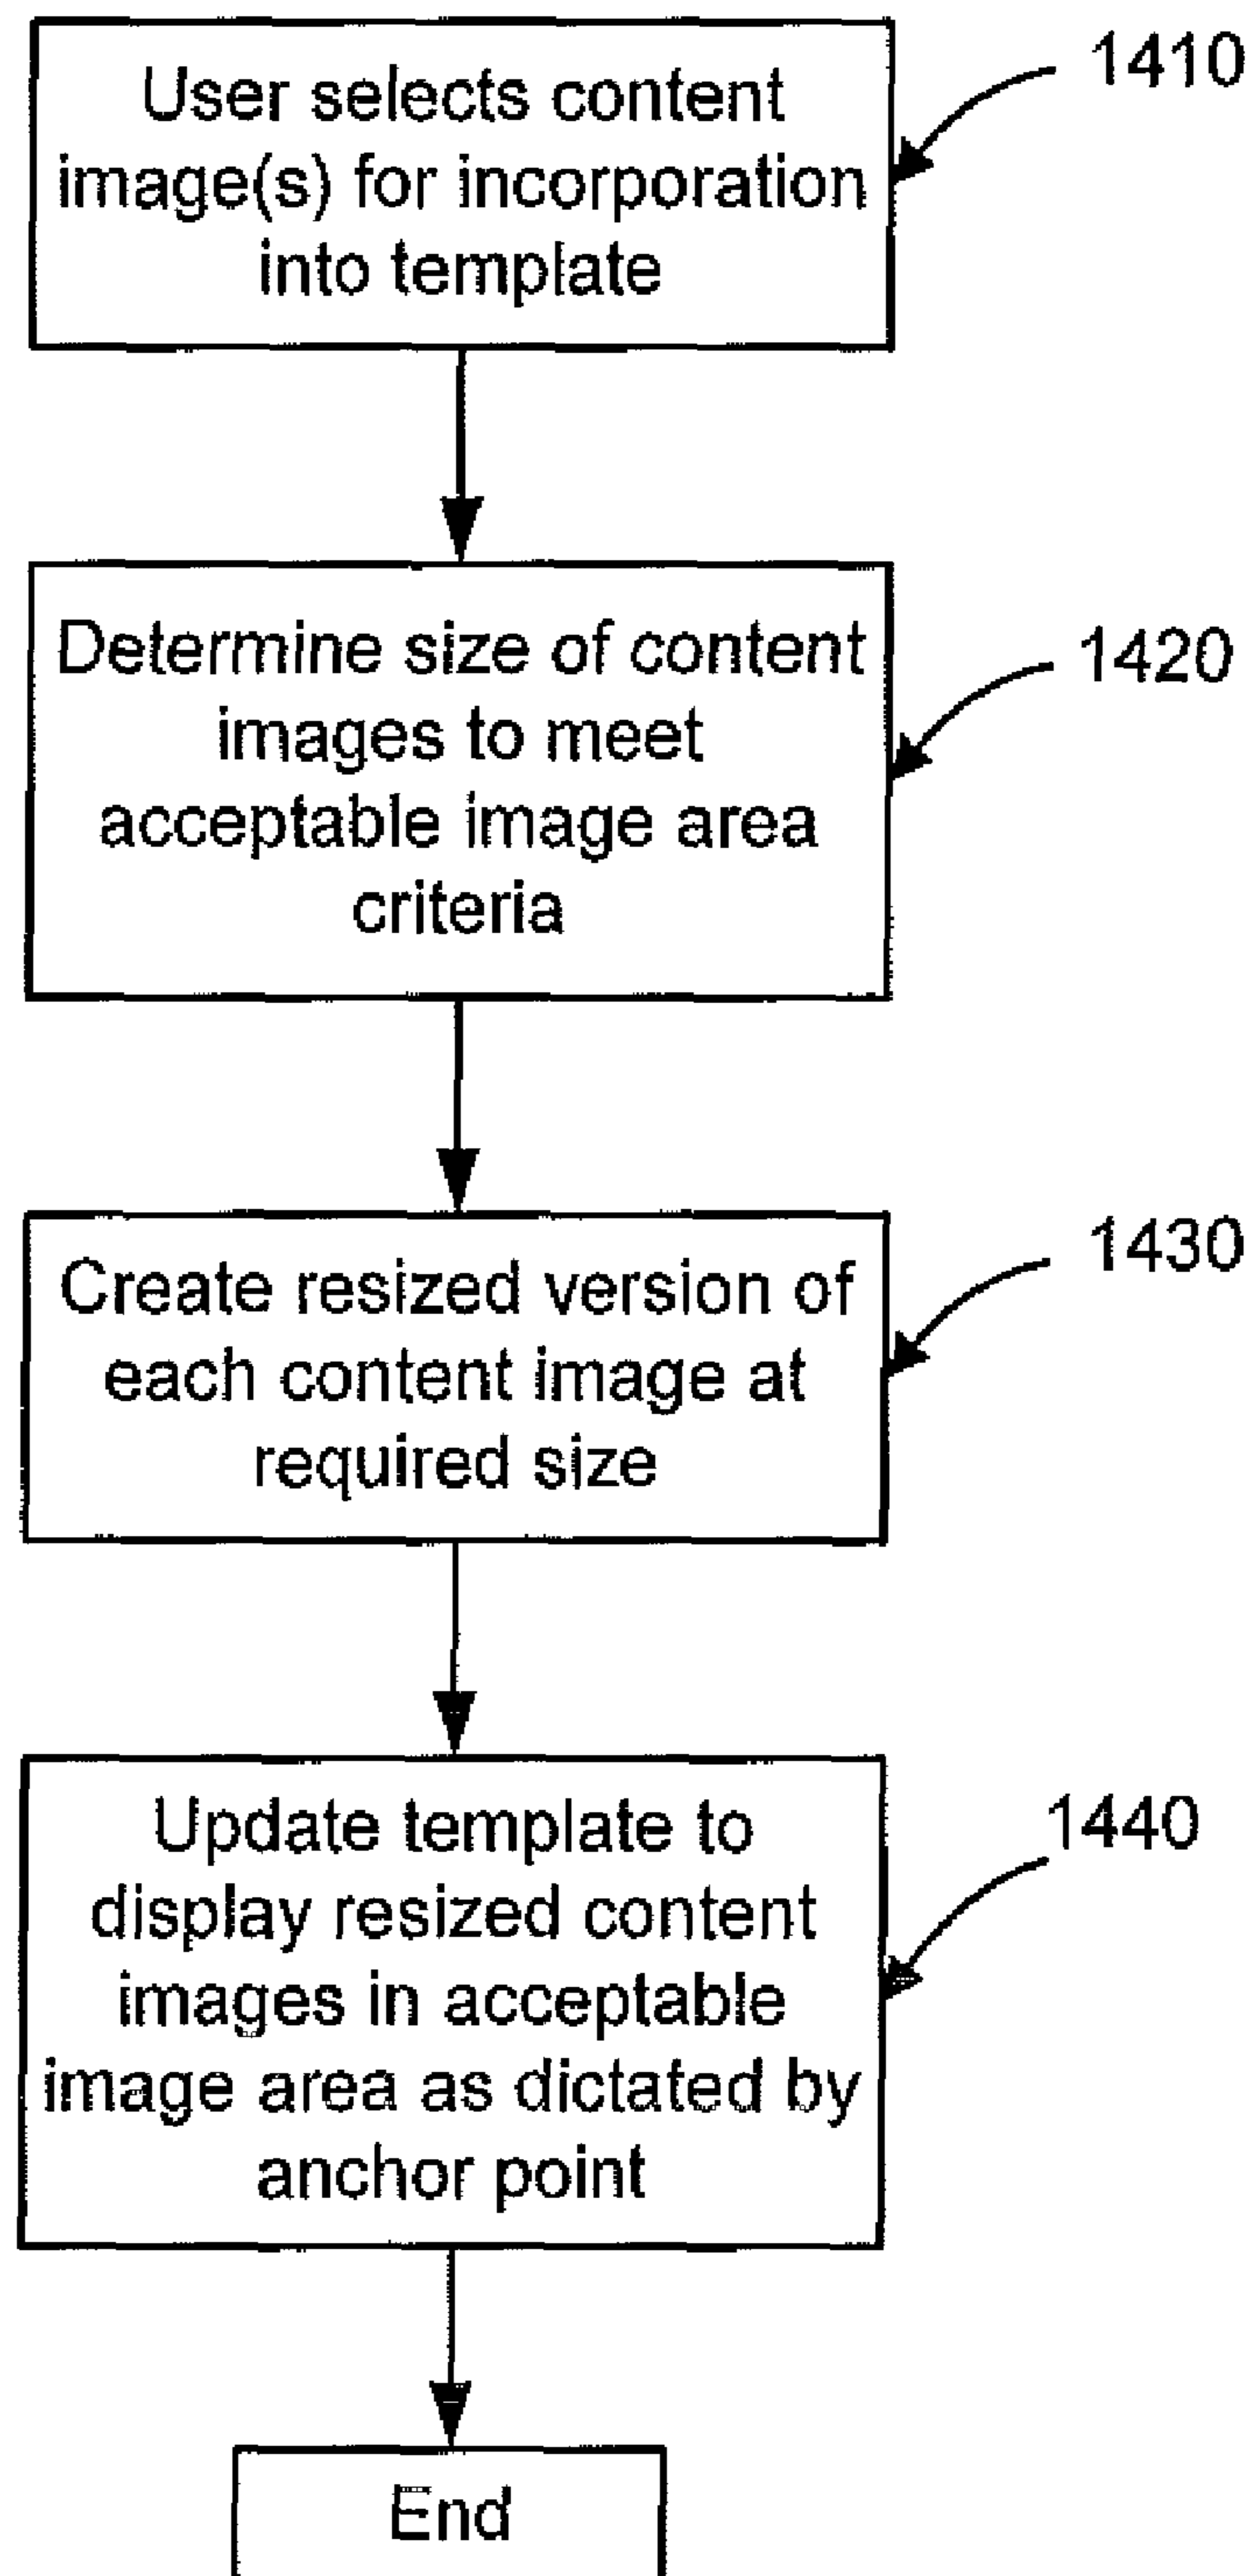 User selects content
image(s) for incorporation
into template
1410
Determine size of content
images to meet
acceptable image area
criteria
1420
Create resized version of
each content image at
required size
1430
Update template to
display resized content
images in acceptable
image area as dictated by
anchor point
1440
End